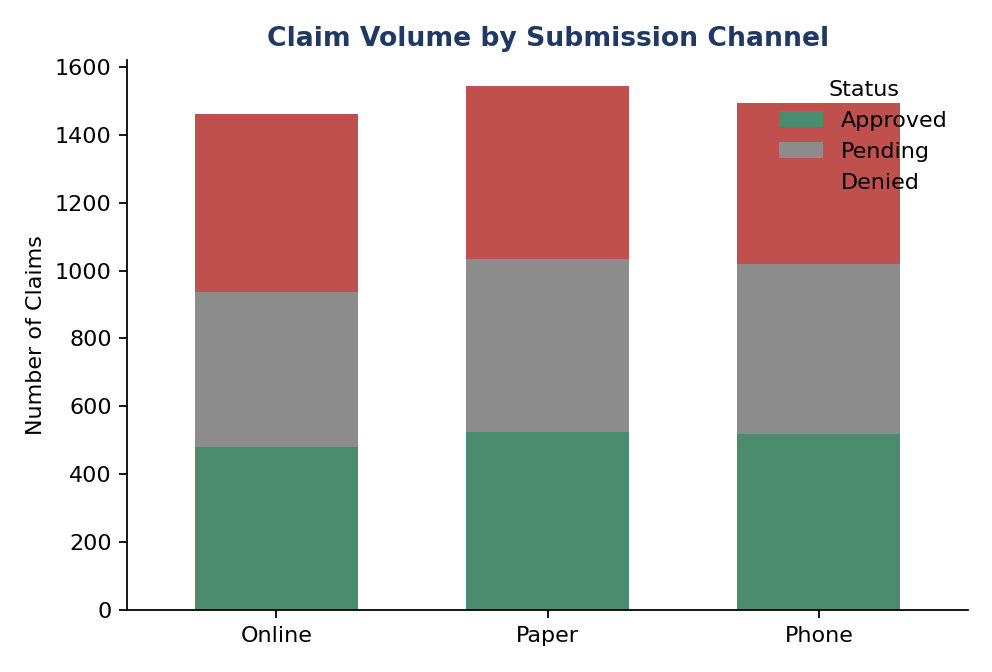 Claim Volume by Submission Channel
Number of Claims
1600
1400
1200
1000
800
600
400
200
0
Status
Approved
Pending
Denied
Online Paper Phone